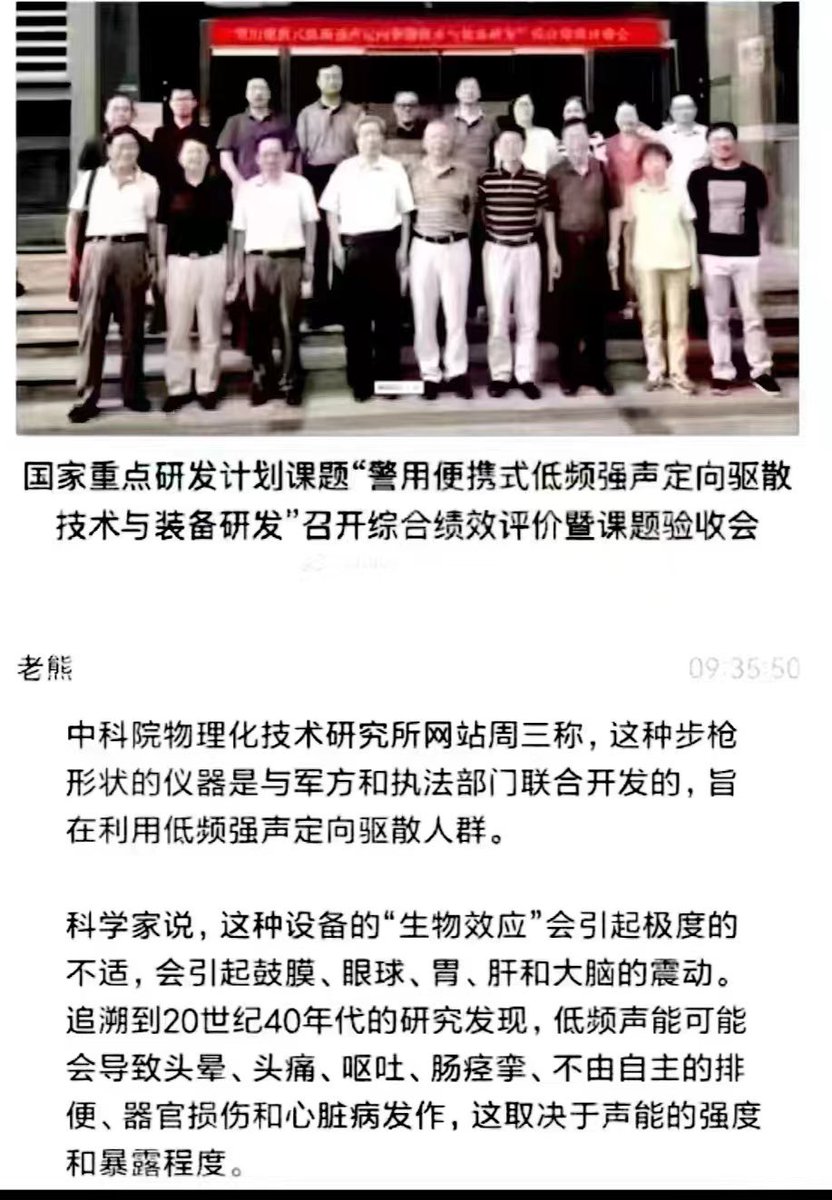 国家重点研发计划课题“警用便携式低频强声定向驱散
技术与装备研发”召开综合绩效评价暨课题验收会
老熊
09:35:50
中科院物理化技术研究所网站周三称，这种步枪
形状的仪器是与军方和执法部门联合开发的，旨
在利用低频强声定向驱散人群。
科学家说，这种设备的“生物效应”会引起极度的
不适，会引起鼓膜、眼球、胃、肝和大脑的震动。
追溯到20世纪40年代的研究发现，低频声能可能
会导致头晕、头痛、呕吐、肠痉挛、不由自主的排
便、器官损伤和心脏病发作，这取决于声能的强度
和暴露程度。